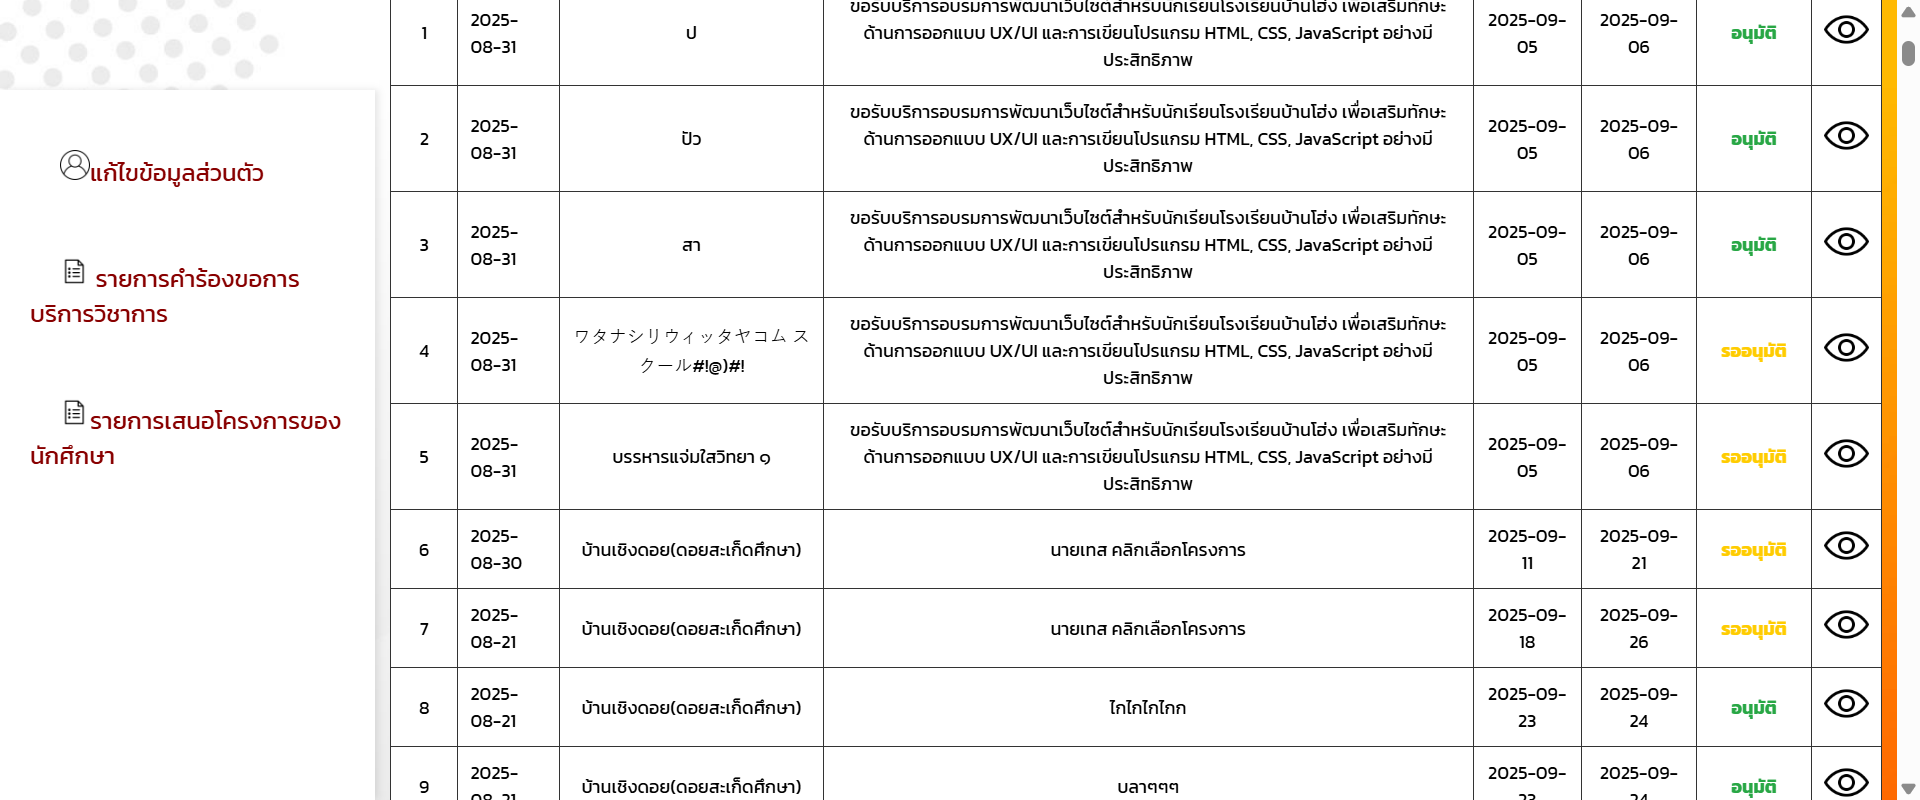 แก้ไขข้อมูลส่วนตัว
รายการคำร้องขอการ
บริการวิชาการ
รายการเสนอโครงการของ
นักศึกษา
1
2025-
08-31
ป
ขอรับบริการอบรมการพัฒนาเว็บไซต์สำหรับนักเรียนโรงเรียนบ้านโฮ่ง เพื่อเสริมทักษะ
ด้านการออกแบบ UX/UI และการเขียนโปรแกรม HTML, CSS, JavaScript อย่างมี
ประสิทธิภาพ
2025-09-
05
2025-09-
06
อนุมัติ
2
2025-
08-31
ปัว
ขอรับบริการอบรมการพัฒนาเว็บไซต์สำหรับนักเรียนโรงเรียนบ้านโฮ่ง เพื่อเสริมทักษะ
ด้านการออกแบบ UX/UI และการเขียนโปรแกรม HTML, CSS, JavaScript อย่างมี
ประสิทธิภาพ
2025-09-
05
2025-09-
06
อนุมัติ
3
2025-
08-31
สา
ขอรับบริการอบรมการพัฒนาเว็บไซต์สำหรับนักเรียนโรงเรียนบ้านโฮ่ง เพื่อเสริมทักษะ
ด้านการออกแบบ UX/UI และการเขียนโปรแกรม HTML, CSS, JavaScript อย่างมี
ประสิทธิภาพ
2025-09-
05
2025-09-
06
อนุมัติ
4
2025-
08-31
ワタナシリウィッタヤコム ス
クール#!@)#!
ขอรับบริการอบรมการพัฒนาเว็บไซต์สำหรับนักเรียนโรงเรียนบ้านโฮ่ง เพื่อเสริมทักษะ
ด้านการออกแบบ UX/UI และการเขียนโปรแกรม HTML, CSS, JavaScript อย่างมี
ประสิทธิภาพ
2025-09-
05
2025-09-
06
รออนุมัติ
5
2025-
08-31
บรรหารแจ่มใสวิทยา ๑
ขอรับบริการอบรมการพัฒนาเว็บไซต์สำหรับนักเรียนโรงเรียนบ้านโฮ่ง เพื่อเสริมทักษะ
ด้านการออกแบบ UX/UI และการเขียนโปรแกรม HTML, CSS, JavaScript อย่างมี
ประสิทธิภาพ
2025-09-
05
2025-09-
06
รออนุมัติ
6
2025-
08-30
บ้านเชิงดอย(ดอยสะเก็ดศึกษา)
นายเทส คลิกเลือกโครงการ
2025-09-
11
2025-09-
21
รออนุมัติ
7
2025-
08-21
บ้านเชิงดอย(ดอยสะเก็ดศึกษา)
นายเทส คลิกเลือกโครงการ
2025-09-
18
2025-09-
26
รออนุมัติ
8
2025-
08-21
บ้านเชิงดอย(ดอยสะเก็ดศึกษา)
ไกไกไกไกก
2025-09-
23
2025-09-
24
อนุมัติ
9
2025-
08-21
บ้านเชิงดอย(ดอยสะเก็ดศึกษา)
บลาๆๆๆ
2025-09-
23
2025-09-
24
อนุมัติ